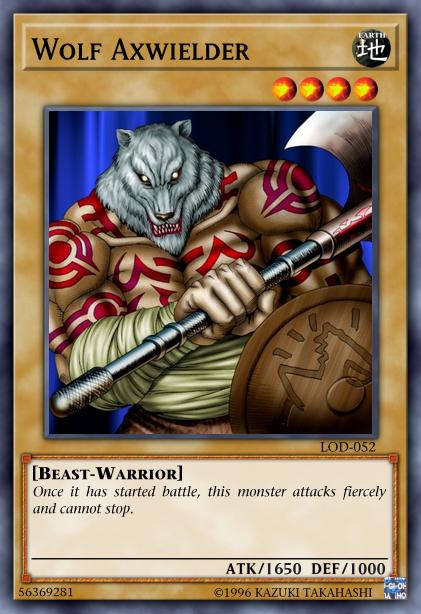 Wolf Axwielder
EARTH
地
LOD-052
[Beast-Warrior]
Once it has started battle, this monster attacks fiercely
and cannot stop.
ATK/1650 DEF/1000
56369281
©1996 KAZUKI TAKAHASHI